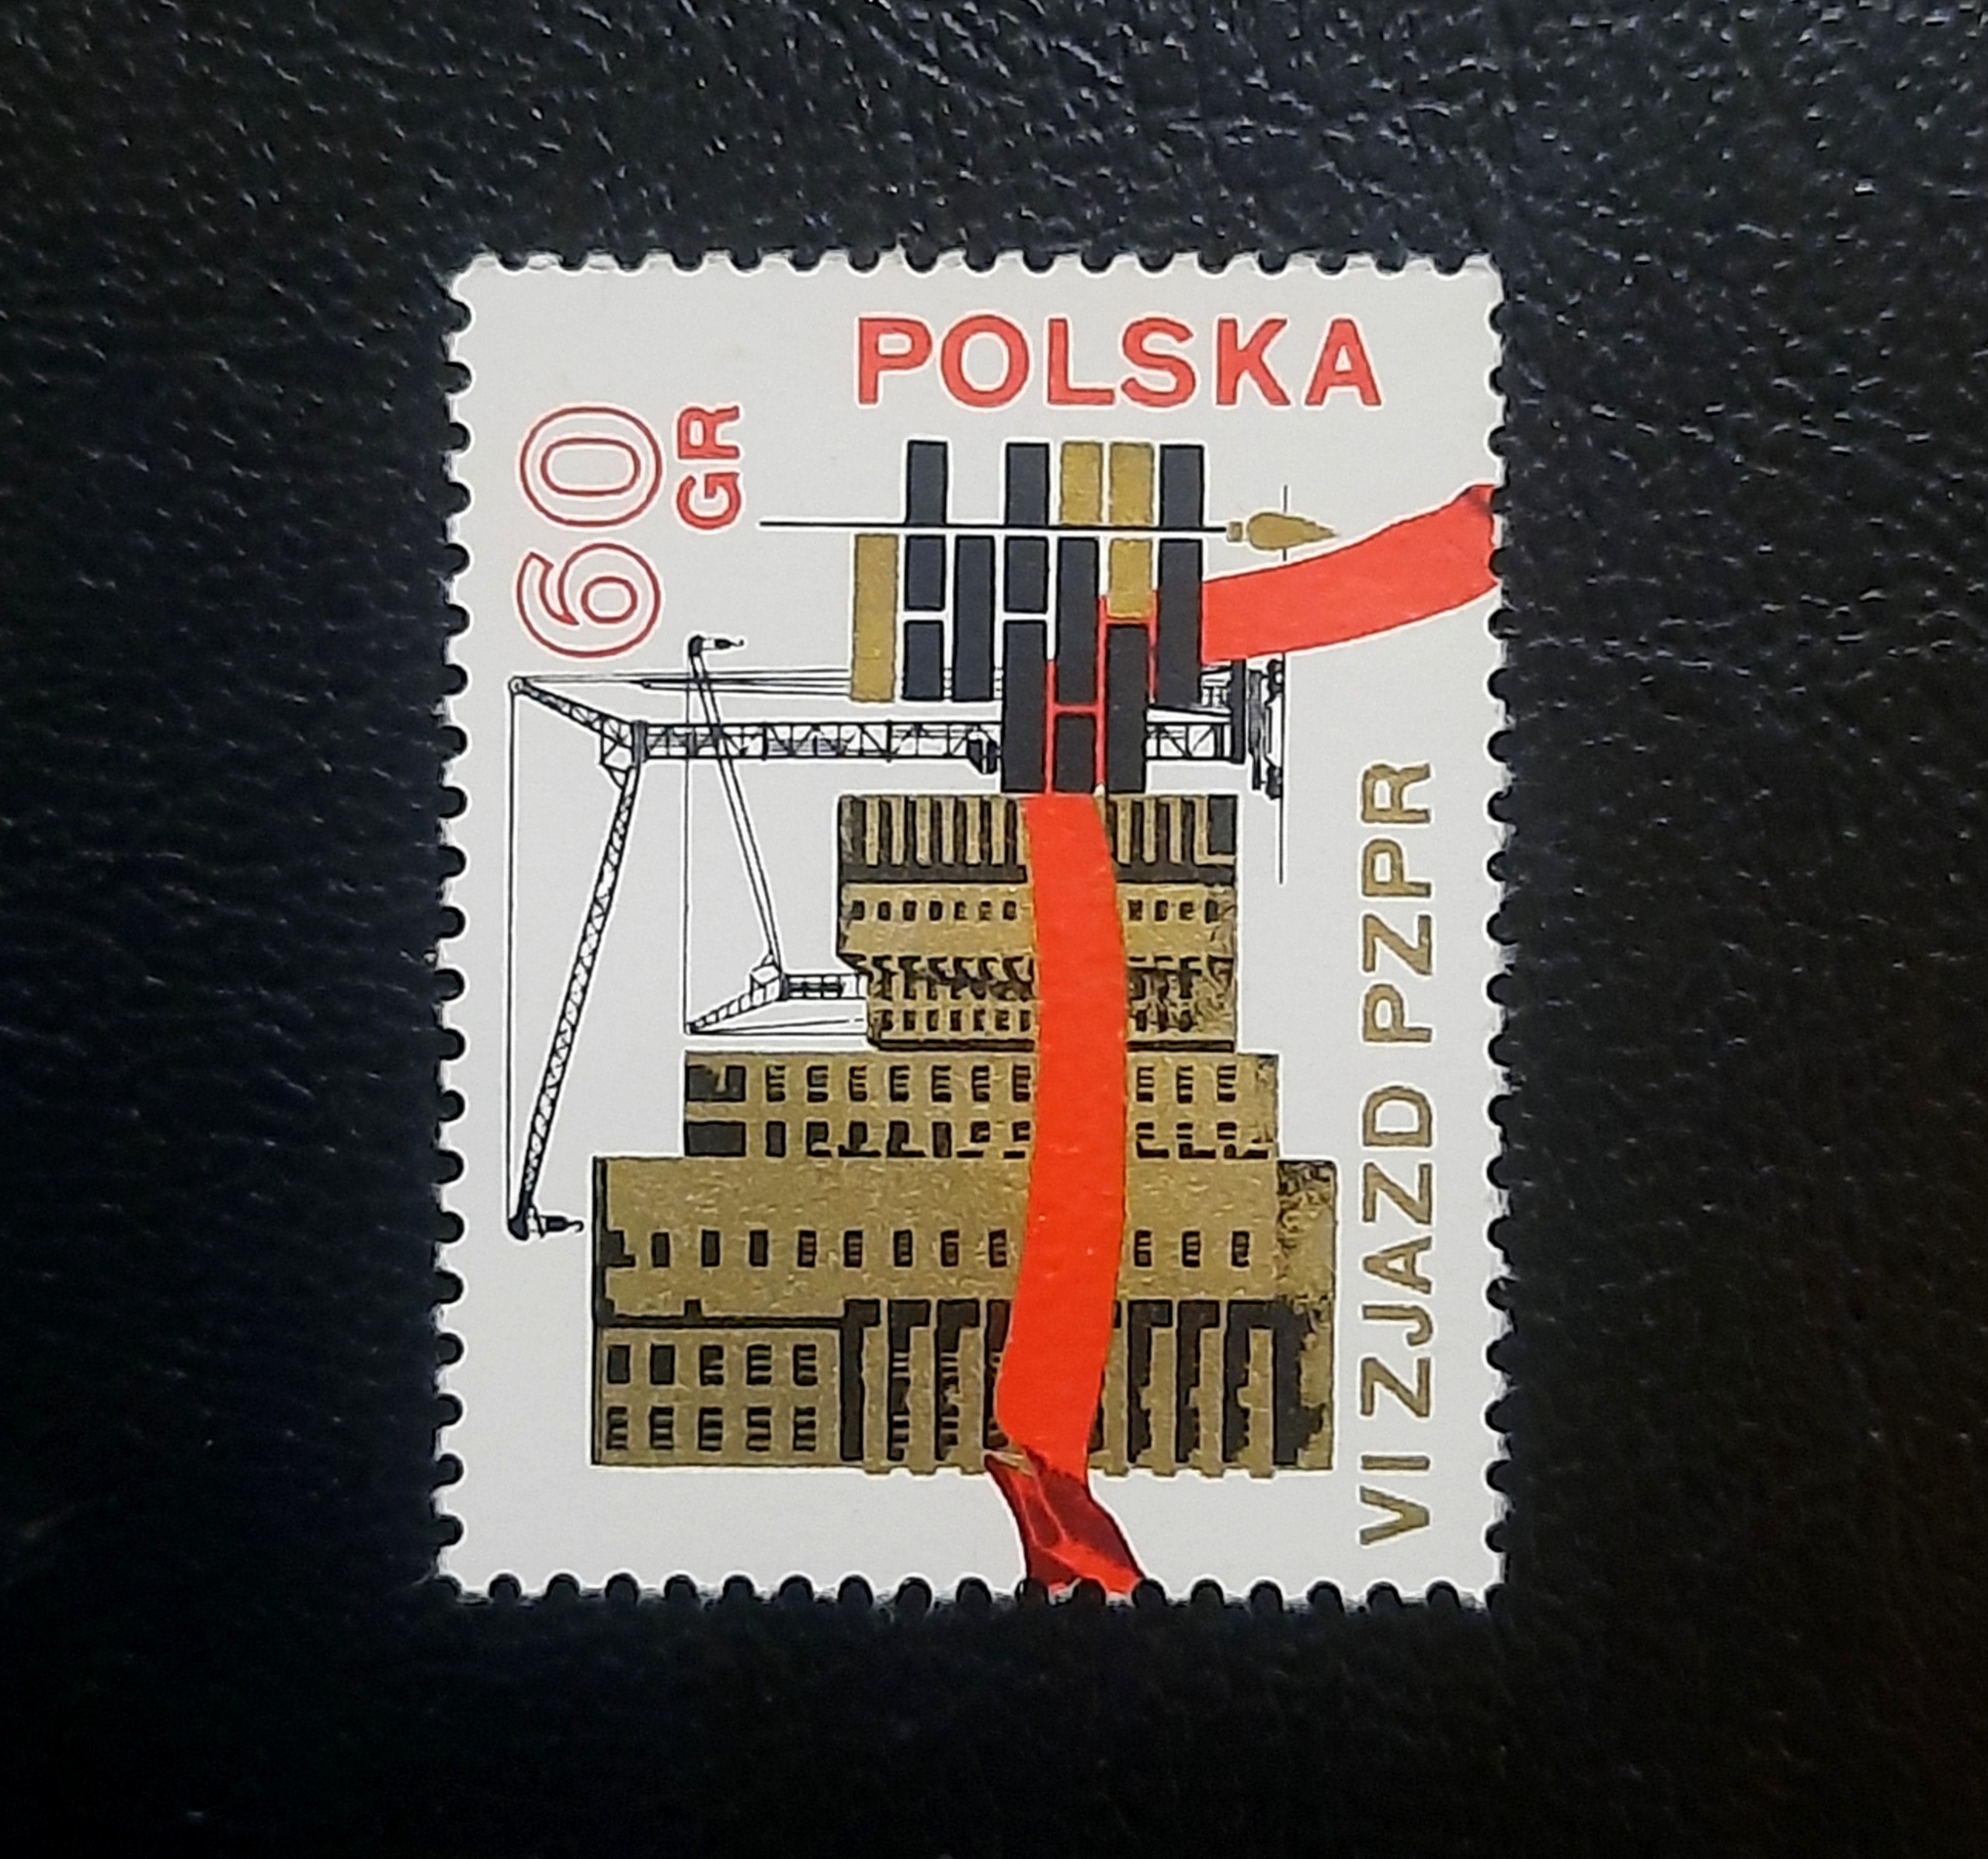 POLSKA
60
GR
VI ZJAZD PZPR